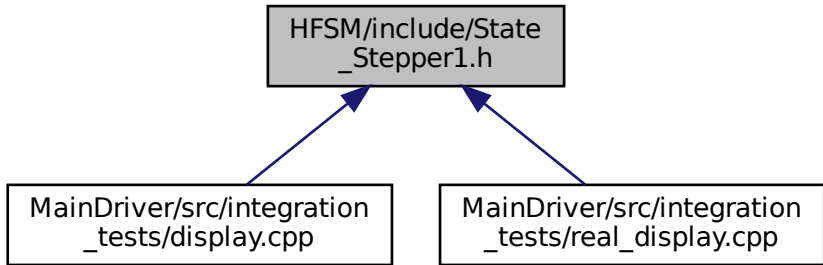 HFSM/include/State
_Stepper1.h
MainDriver/src/integration
_tests/display.cpp
MainDriver/src/integration
_tests/real_display.cpp